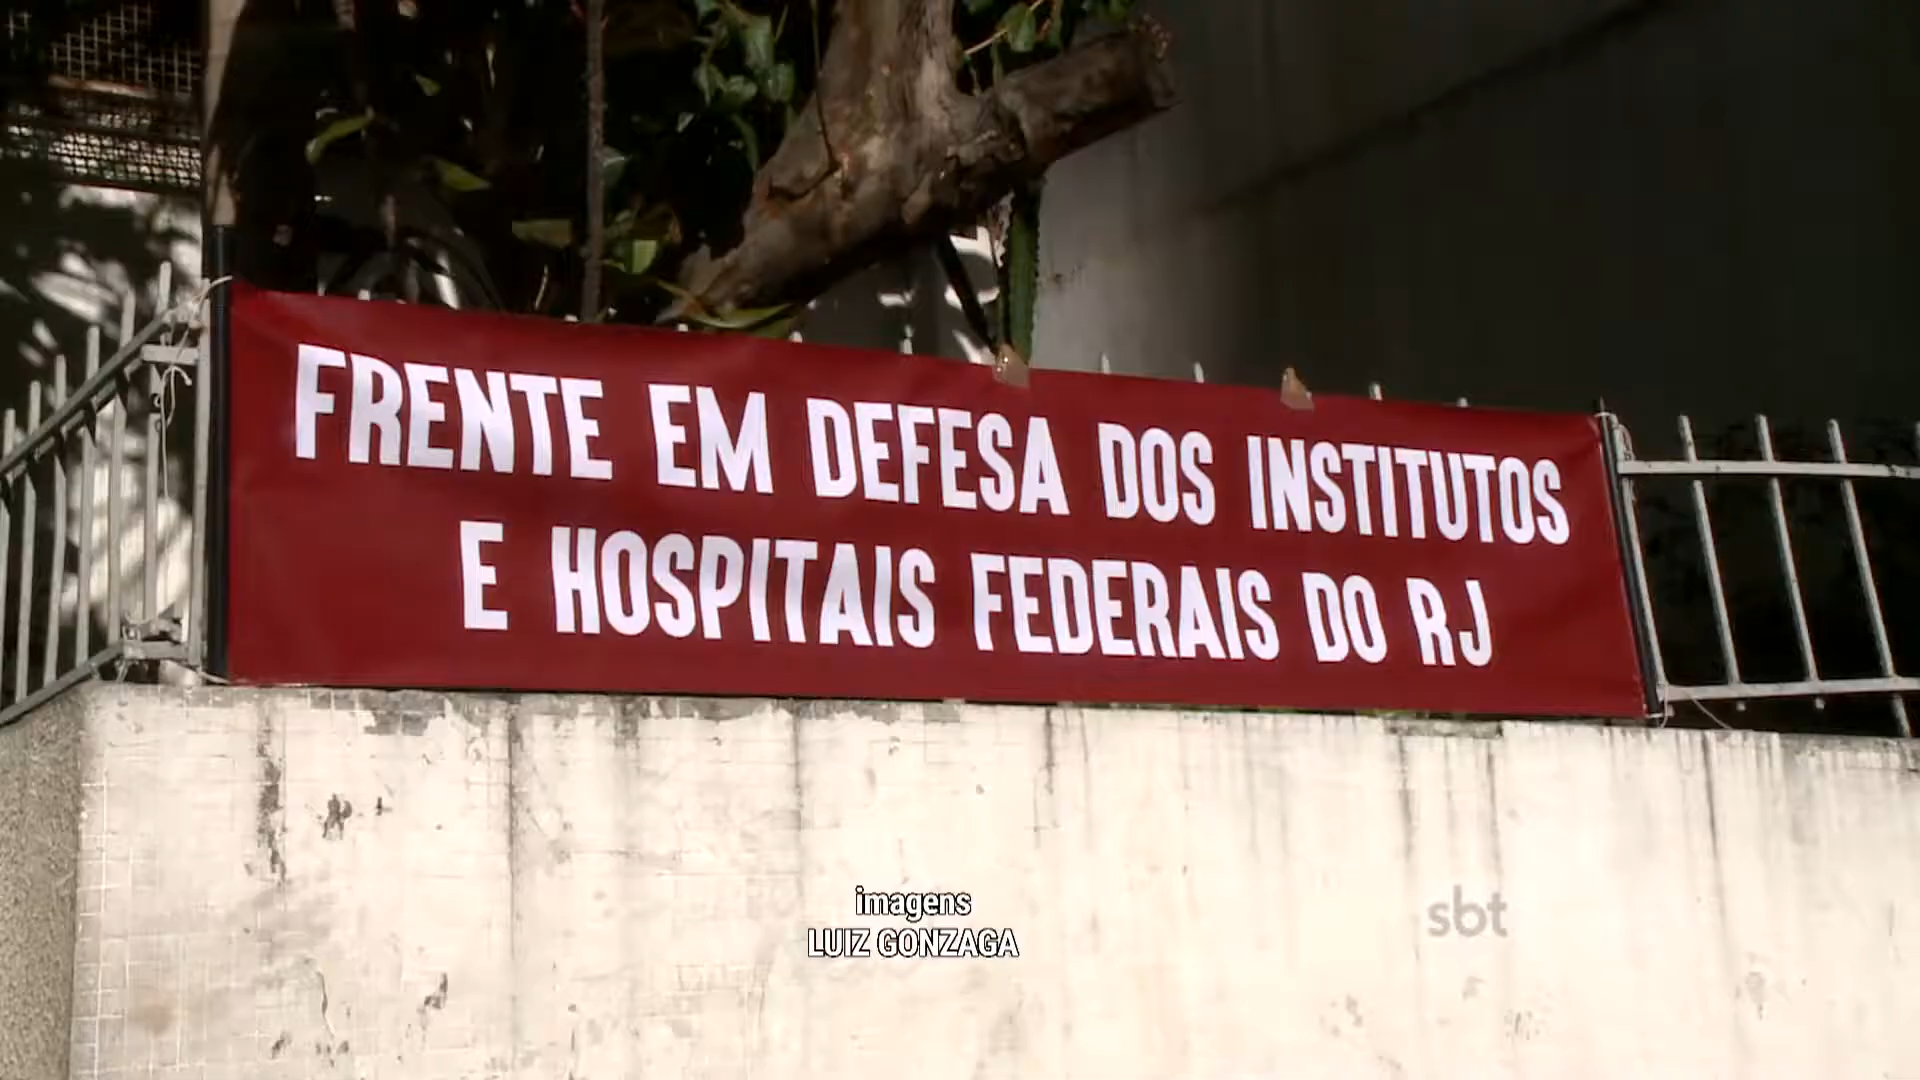 FRENTE EM DEFESA DOS INSTITUTOS
E HOSPITAIS FEDERAIS DO RJ
imagens
LUIZ GONZAGA
sbt